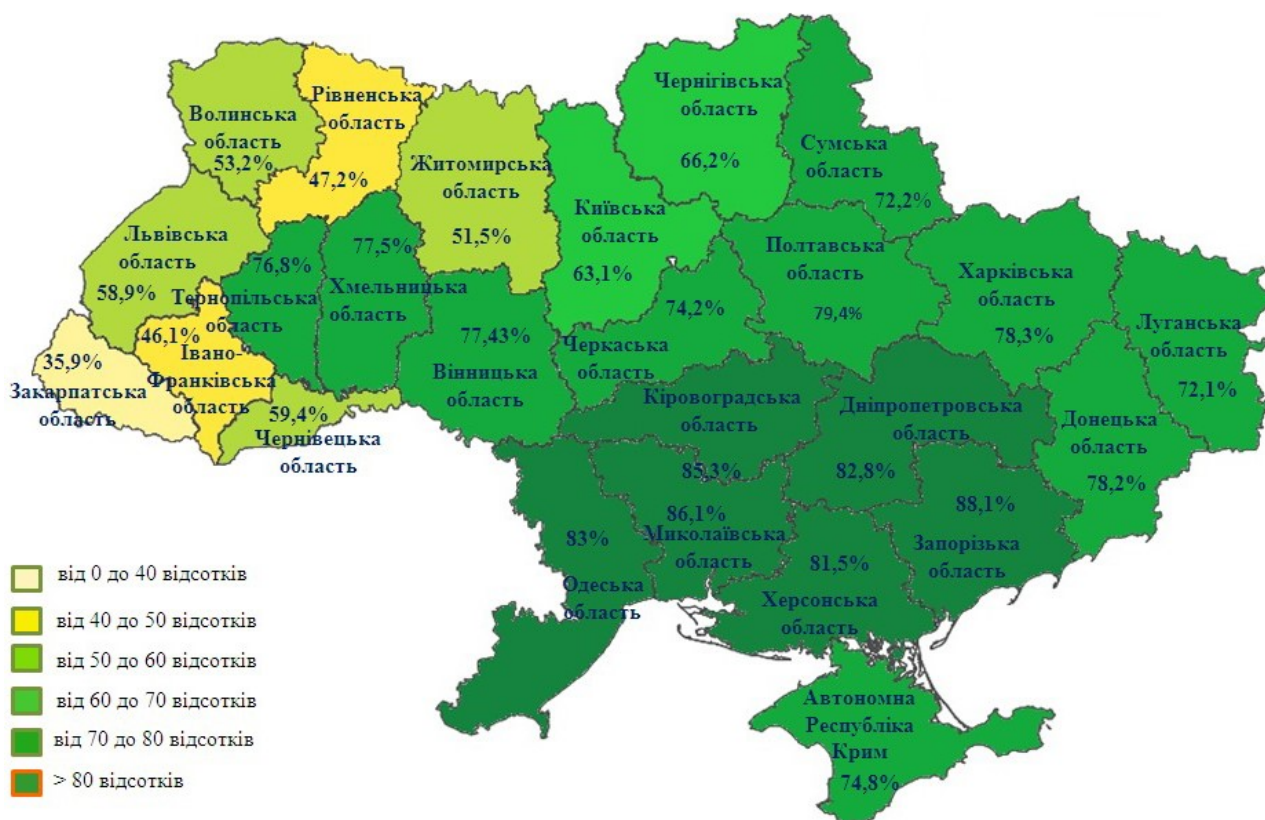 Волинська
область
53,2%
Рівненська
область
47,2%
Житомирська
область
51,5%
Київська
область
63,1%
Чернігівська
область
66,2%
Сумська
область
72,2%
Львівська
область
58,9%
Тернопільська
область
76,8%
Хмельницька
область
77,5%
Вінницька
область
77,43%
Черкаська
область
74,2%
Полтавська
область
79,4%
Харківська
область
78,3%
Луганська
область
72,1%
Донецька
область
78,2%
Закарпатська
область
35,9%
Івано-
Франківська
область
46,1%
Чернівецька
область
59,4%
Кіровоградська
область
85,3%
Дніпропетровська
область
82,8%
Запорізька
область
88,1%
Миколаївська
область
86,1%
Одеська
область
83%
Херсонська
область
81,5%
Автономна
Республіка
Крим
74,8%
від 0 до 40 відсотків
від 40 до 50 відсотків
від 50 до 60 відсотків
від 60 до 70 відсотків
від 70 до 80 відсотків
> 80 відсотків